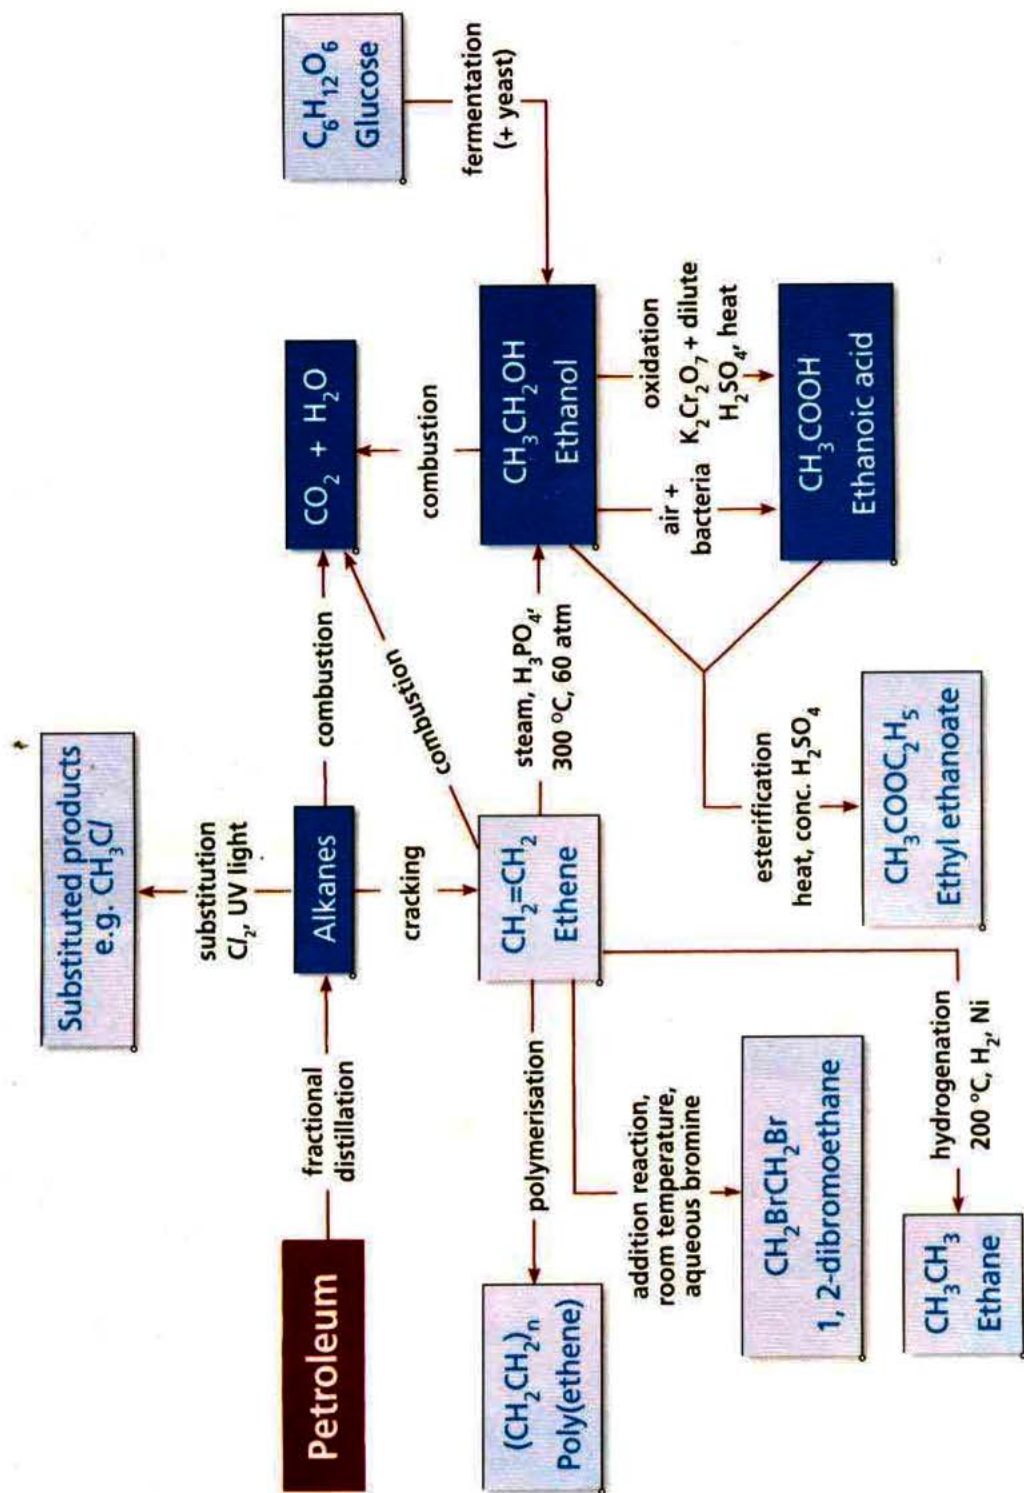 Substituted products
e.g. CH₃Cl
substitution
Cl₂, UV light
Petroleum
fractional
distillation
Alkanes
combustion
CO₂ + H₂O
C₆H₁₂O₆
Glucose
cracking
combustion
combustion
fermentation
(+ yeast)
(CH₂CH₂)ₙ
Poly(ethene)
polymerisation
CH₂=CH₂
Ethene
steam, H₃PO₄,
300 °C, 60 atm
CH₃CH₂OH
Ethanol
addition reaction,
room temperature,
aqueous bromine
air +
bacteria
oxidation
K₂Cr₂O₇ + dilute
H₂SO₄, heat
CH₂BrCH₂Br
1, 2-dibromoethane
esterification
heat, conc. H₂SO₄
CH₃COOH
Ethanoic acid
CH₃CH₃
Ethane
hydrogenation
200 °C, H₂, Ni
CH₃COOC₂H₅
Ethyl ethanoate